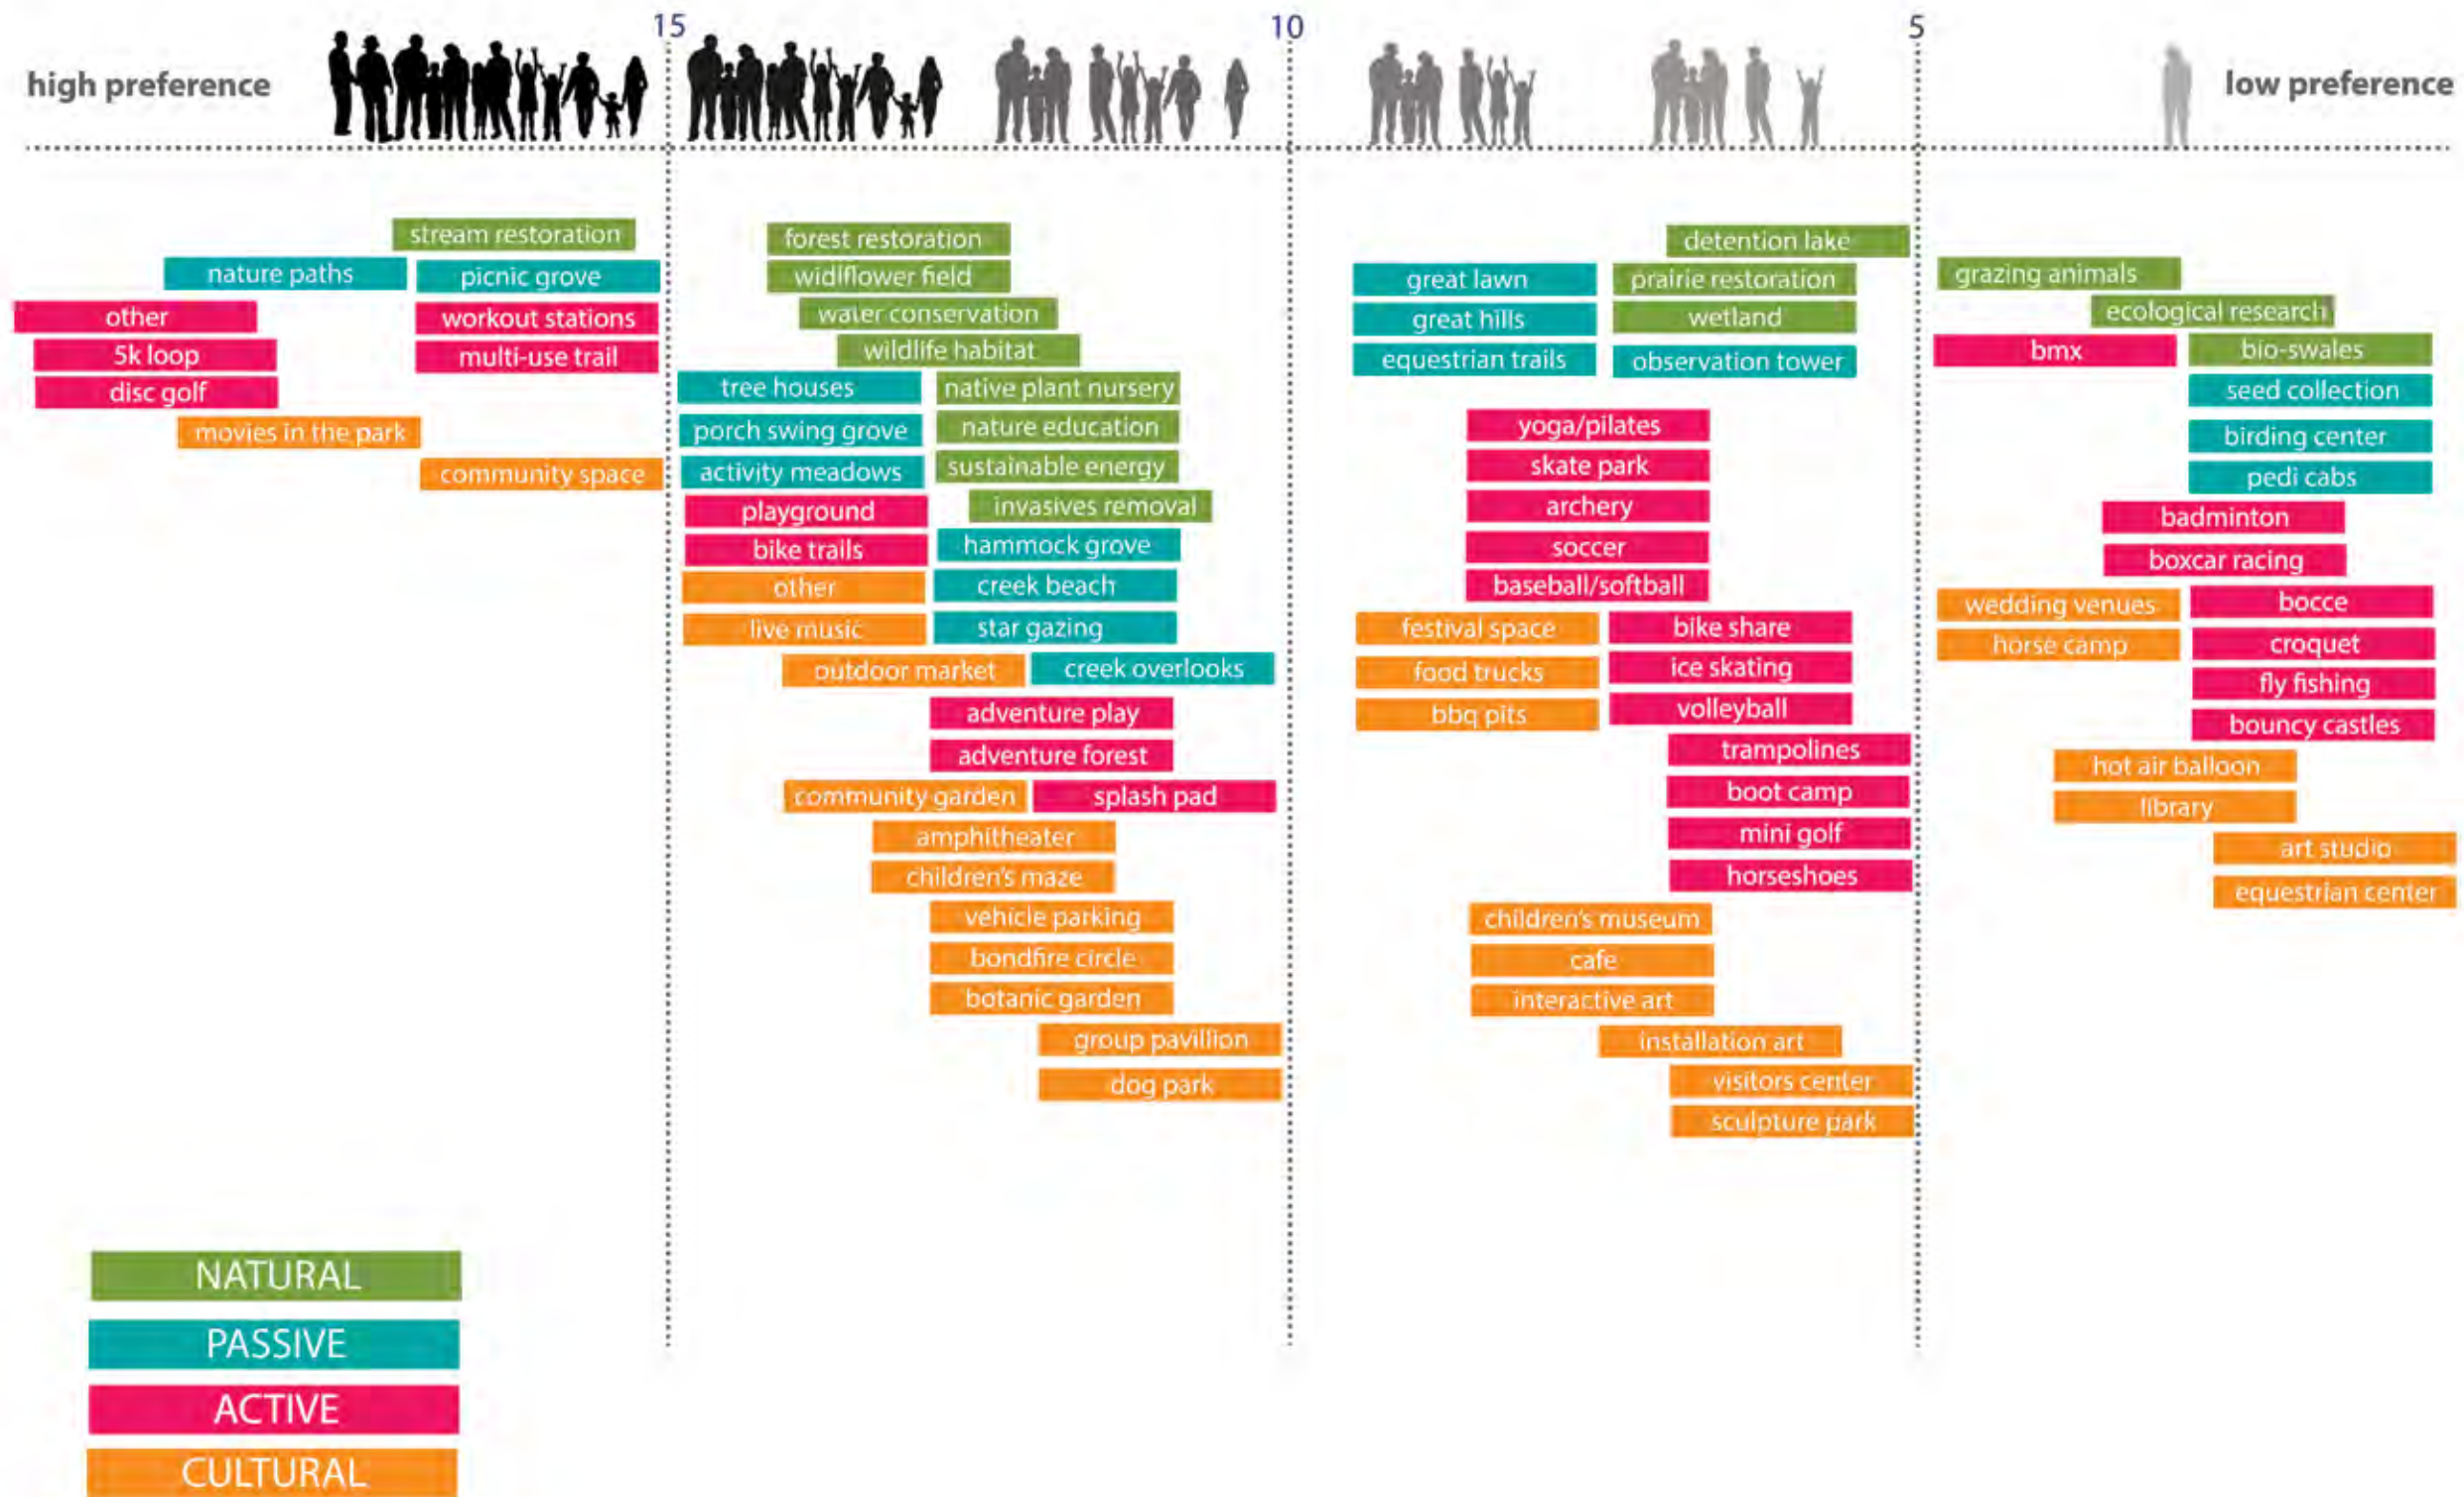 15
10
5
high preference
low preference
stream restoration
nature paths
picnic grove
other
workout stations
5k loop
multi-use trail
disc golf
movies in the park
community space
forest restoration
widlflower field
water conservation
wildlife habitat
tree houses
native plant nursery
porch swing grove
nature education
activity meadows
sustainable energy
playground
invasives removal
bike trails
hammock grove
other
creek beach
live music
star gazing
outdoor market
creek overlooks
adventure play
adventure forest
community garden
splash pad
amphitheater
children's maze
vehicle parking
bondfire circle
botanic garden
group pavillion
dog park
detention lake
great lawn
prairie restoration
great hills
wetland
equestrian trails
observation tower
yoga/pilates
skate park
archery
soccer
baseball/softball
festival space
bike share
food trucks
ice skating
bbq pits
volleyball
trampolines
boot camp
mini golf
horseshoes
children's museum
cafe
interactive art
installation art
visitors center
sculpture park
grazing animals
ecological research
bmx
bio-swales
seed collection
birding center
pedi cabs
badminton
boxcar racing
wedding venues
bocce
horse camp
croquet
fly fishing
bouncy castles
hot air balloon
library
art studio
equestrian center
NATURAL
PASSIVE
ACTIVE
CULTURAL